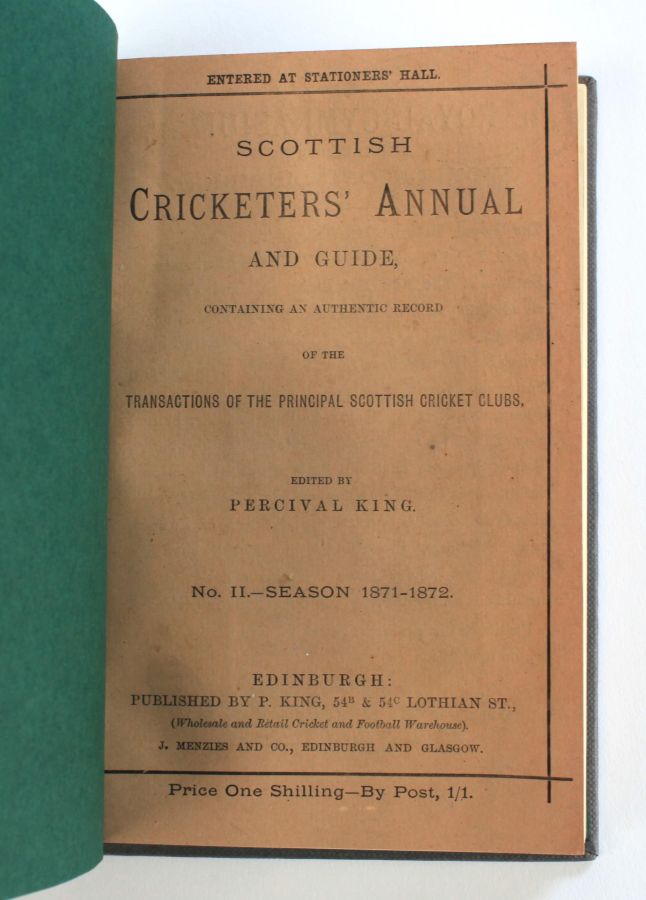 ENTERED AT STATIONERS' HALL.
SCOTTISH
CRICKETERS' ANNUAL
AND GUIDE,
CONTAINING AN AUTHENTIC RECORD
OF THE
TRANSACTIONS OF THE PRINCIPAL SCOTTISH CRICKET CLUBS.
EDITED BY
PERCIVAL KING.
No. II.—SEASON 1871-1872.
EDINBURGH:
PUBLISHED BY P. KING, 54B & 54C LOTHIAN ST.,
(Wholesale and Retail Cricket and Football Warehouse).
J. MENZIES AND CO., EDINBURGH AND GLASGOW.
Price One Shilling—By Post, 1/1.